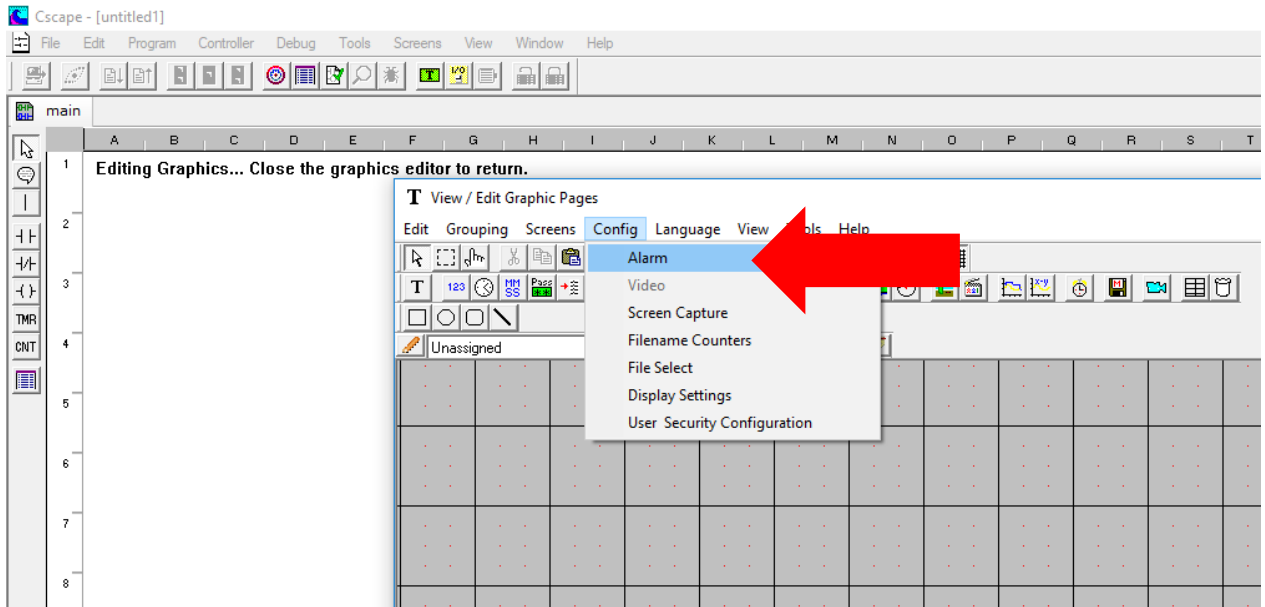 Cscape - [untitled1]
File Edit Program Controller Debug Tools Screens View Window Help
T I/O
main
A B C D E F G H I J K L M N O P Q R S T
1 Editing Graphics... Close the graphics editor to return.
T View / Edit Graphic Pages
2
Edit Grouping Screens Config Language View ols Help
Alarm
3
T 123 MM SS Pass ** X-Y M
Video
TMR
Screen Capture
CNT
4
Unassigned
Filename Counters
File Select
Display Settings
5
User Security Configuration
6
7
8